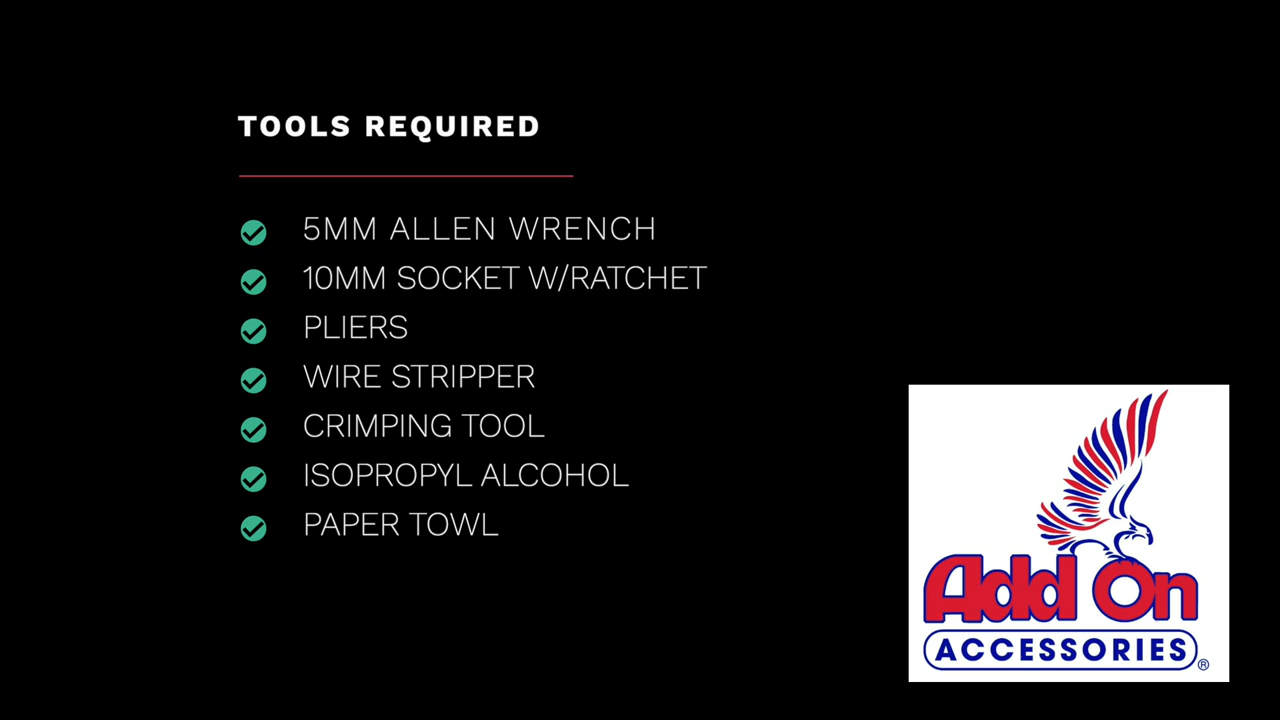 TOOLS REQUIRED
5MM ALLEN WRENCH
10MM SOCKET W/RATCHET
PLIERS
WIRE STRIPPER
CRIMPING TOOL
ISOPROPYL ALCOHOL
PAPER TOWL
Add On
ACCESSORIES®